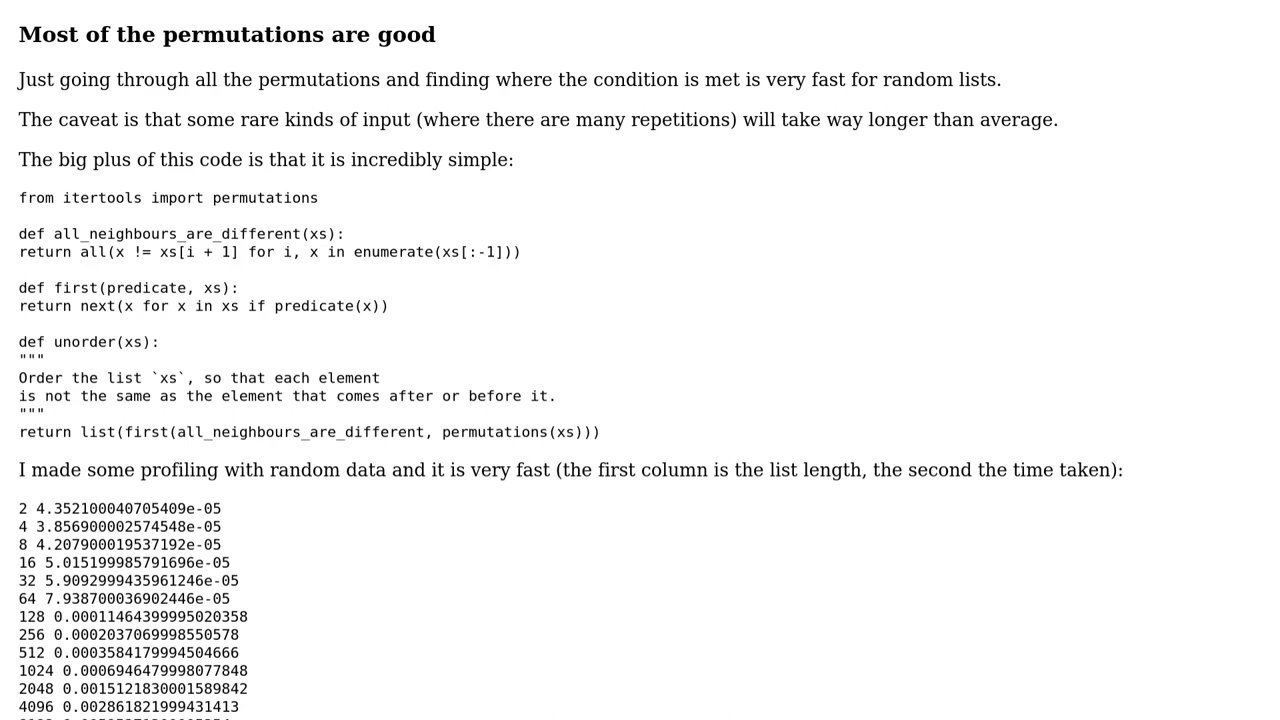 Most of the permutations are good
Just going through all the permutations and finding where the condition is met is very fast for random lists.
The caveat is that some rare kinds of input (where there are many repetitions) will take way longer than average.
The big plus of this code is that it is incredibly simple:
from itertools import permutations
def all_neighbours_are_different(xs):
return all(x != xs[i + 1] for i, x in enumerate(xs[:-1]))
def first(predicate, xs):
return next(x for x in xs if predicate(x))
def unorder(xs):
"""
Order the list `xs`, so that each element
is not the same as the element that comes after or before it.
"""
return list(first(all_neighbours_are_different, permutations(xs)))
I made some profiling with random data and it is very fast (the first column is the list length, the second the time taken):
2 4.352100040705409e-05
4 3.856900002574548e-05
8 4.207900019537192e-05
16 5.015199985791696e-05
32 5.9092999435961246e-05
64 7.938700036902446e-05
128 0.00011464399995020358
256 0.0002037069998550578
512 0.0003584179994504666
1024 0.0006946479998077848
2048 0.0015121830001589842
4096 0.002861821999431413